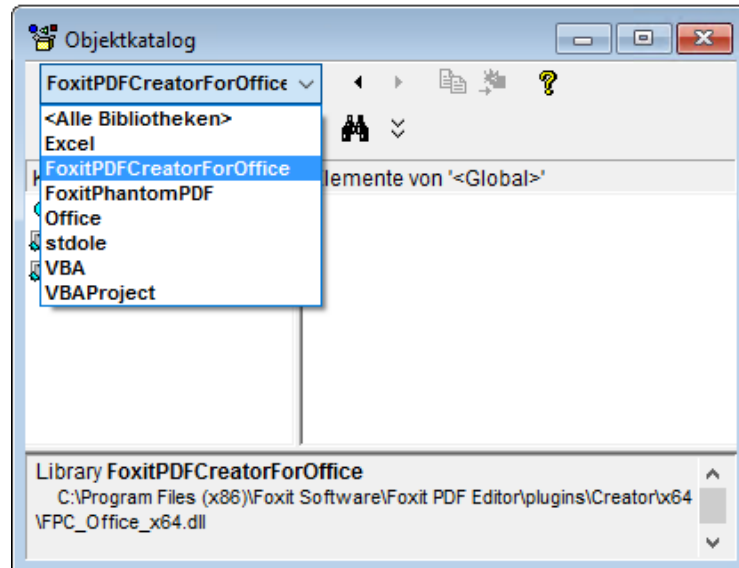 Objektkatalog
FoxitPDFCreatorForOffice
<Alle Bibliotheken>
Excel
FoxitPDFCreatorForOffice
FoxitPhantomPDF
Office
stdole
VBA
VBAProject
lemente von '<Global>'
Library FoxitPDFCreatorForOffice
C:\Program Files (x86)\Foxit Software\Foxit PDF Editor\plugins\Creator\x64
\FPC_Office_x64.dll